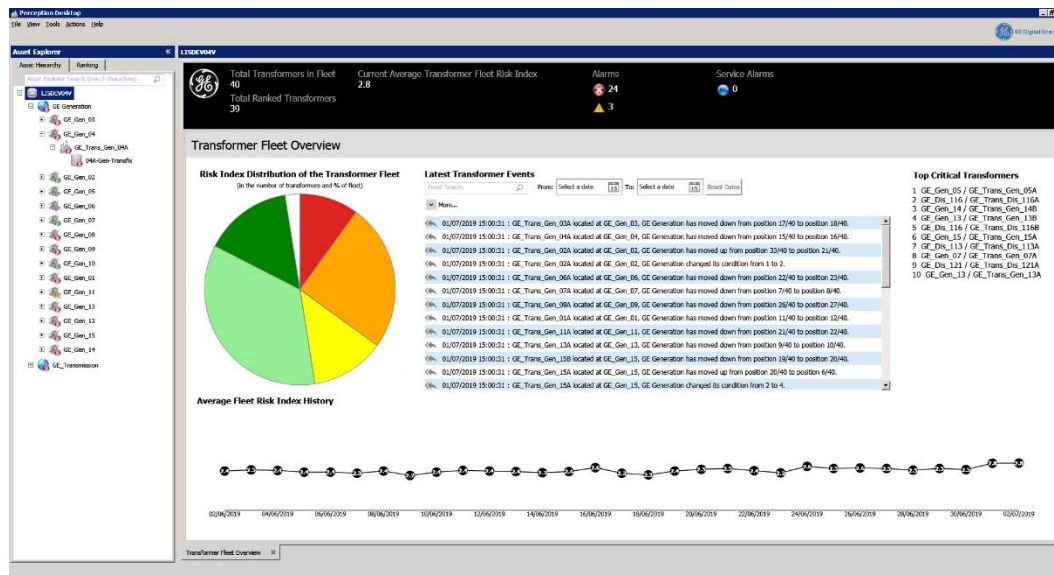 Perception Desktop
File View Tools Actions Help
GE Digital Ener
Asset Explorer
«
LISDEV04V
Asset Hierarchy Ranking
Asset Explorer Search (min 2 characters)
LISDEV04V
GE Generation
GE_Gen_03
GE_Gen_04
GE_Trans_Gen_04A
04A-Gen-Transfix
GE_Gen_02
GE_Gen_05
GE_Gen_06
GE_Gen_07
GE_Gen_08
GE_Gen_09
GE_Gen_10
GE_Gen_01
GE_Gen_11
GE_Gen_13
GE_Gen_12
GE_Gen_15
GE_Gen_14
GE_Transmission
Total Transformers in Fleet
40
Total Ranked Transformers
39
Current Average Transformer Fleet Risk Index
2.8
Alarms
24
3
Service Alarms
0
Transformer Fleet Overview
Risk Index Distribution of the Transformer Fleet
(in the number of transformers and % of fleet)
Latest Transformer Events
Event Search From: Select a date 15 To: Select a date 15 Reset Dates
More...
01/07/2019 15:00:31 : GE_Trans_Gen_03A located at GE_Gen_03, GE Generation has moved down from position 17/40 to position 18/40.
01/07/2019 15:00:31 : GE_Trans_Gen_04A located at GE_Gen_04, GE Generation has moved down from position 15/40 to position 16/40.
01/07/2019 15:00:31 : GE_Trans_Gen_02A located at GE_Gen_02, GE Generation has moved up from position 33/40 to position 21/40.
01/07/2019 15:00:31 : GE_Trans_Gen_02A located at GE_Gen_02, GE Generation changed its condition from 1 to 2.
01/07/2019 15:00:31 : GE_Trans_Gen_06A located at GE_Gen_06, GE Generation has moved down from position 22/40 to position 23/40.
01/07/2019 15:00:31 : GE_Trans_Gen_07A located at GE_Gen_07, GE Generation has moved down from position 7/40 to position 8/40.
01/07/2019 15:00:31 : GE_Trans_Gen_09A located at GE_Gen_09, GE Generation has moved down from position 26/40 to position 27/40.
01/07/2019 15:00:31 : GE_Trans_Gen_01A located at GE_Gen_01, GE Generation has moved down from position 11/40 to position 12/40.
01/07/2019 15:00:31 : GE_Trans_Gen_11A located at GE_Gen_11, GE Generation has moved down from position 21/40 to position 22/40.
01/07/2019 15:00:31 : GE_Trans_Gen_13A located at GE_Gen_13, GE Generation has moved down from position 9/40 to position 10/40.
01/07/2019 15:00:31 : GE_Trans_Gen_15B located at GE_Gen_15, GE Generation has moved down from position 19/40 to position 20/40.
01/07/2019 15:00:31 : GE_Trans_Gen_15A located at GE_Gen_15, GE Generation has moved up from position 20/40 to position 6/40.
01/07/2019 15:00:31 : GE_Trans_Gen_15A located at GE_Gen_15, GE Generation changed its condition from 2 to 4.
Top Critical Transformers
1 GE_Gen_05 / GE_Trans_Gen_05A
2 GE_Dis_116 / GE_Trans_Dis_116A
3 GE_Gen_14 / GE_Trans_Gen_14B
4 GE_Gen_13 / GE_Trans_Gen_13B
5 GE_Dis_116 / GE_Trans_Dis_116B
6 GE_Gen_15 / GE_Trans_Gen_15A
7 GE_Dis_113 / GE_Trans_Dis_113A
8 GE_Gen_07 / GE_Trans_Gen_07A
9 GE_Dis_121 / GE_Trans_Dis_121A
10 GE_Gen_13 / GE_Trans_Gen_13A
Average Fleet Risk Index History
02/06/2019 04/06/2019 06/06/2019 08/06/2019 10/06/2019 12/06/2019 14/06/2019 16/06/2019 18/06/2019 20/06/2019 22/06/2019 24/06/2019 26/06/2019 28/06/2019 30/06/2019 02/07/2019
Transformer Fleet Overview